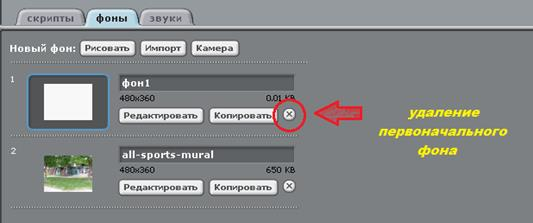 скрипты фоны звуки
Новый фон: Рисовать Импорт Камера
1
фон1
480x360 0.01 KB
Редактировать Копировать
удаление
первоначального
фона
2
all-sports-mural
480x360 650 KB
Редактировать Копировать